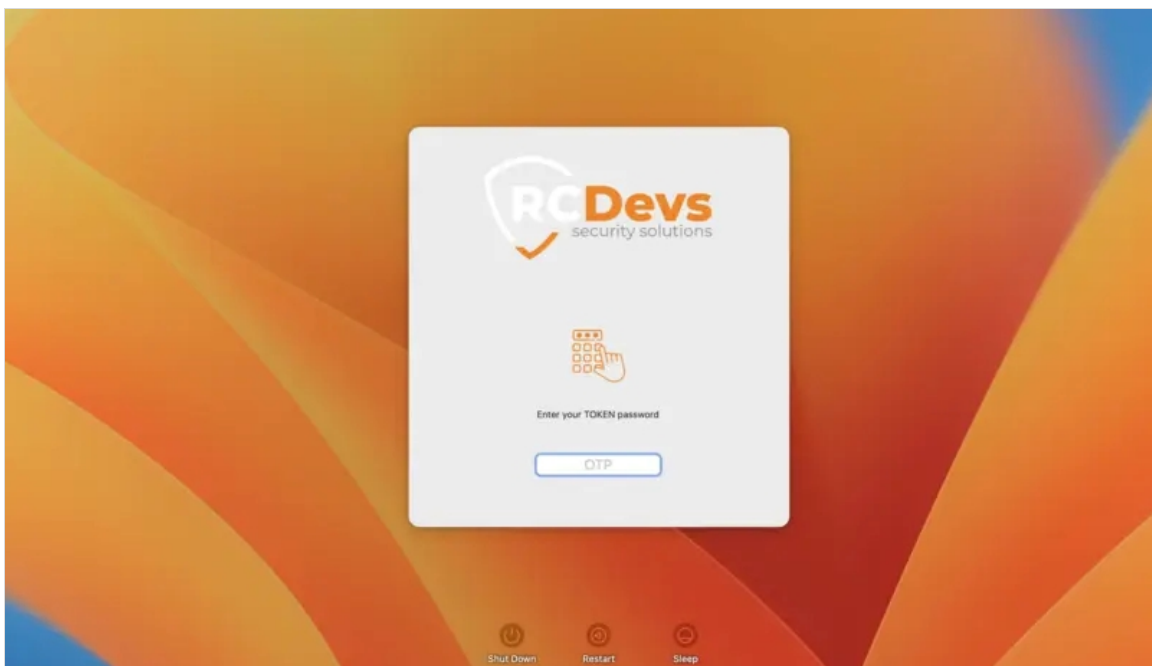 RCDevs
security solutions
Enter your TOKEN password
OTP
Shut Down
Restart
Sleep